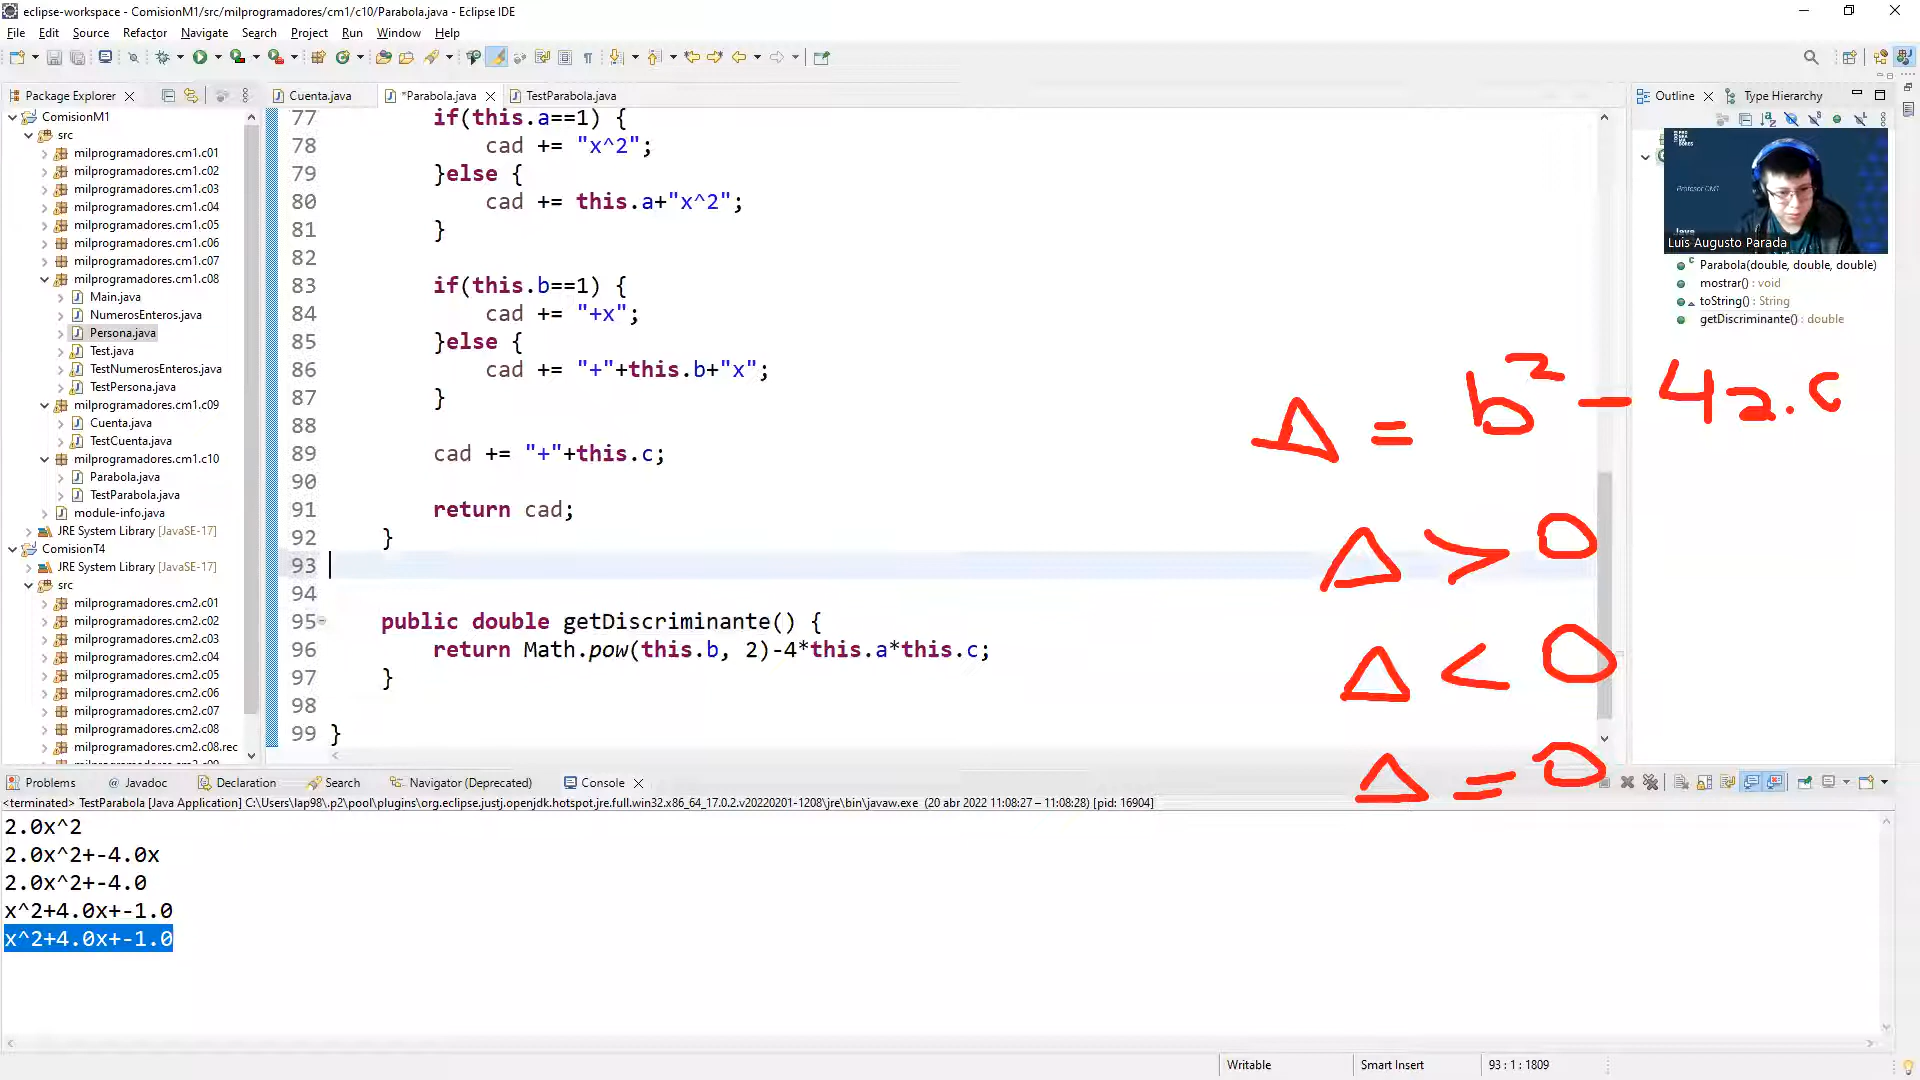 eclipse-workspace - ComisionM1/src/milprogramadores/cm1/c10/Parabola.java - Eclipse IDE
File Edit Source Refactor Navigate Search Project Run Window Help
Package Explorer
Cuenta.java
*Parabola.java
TestParabola.java
Outline
Type Hierarchy
ComisionM1
src
milprogramadores.cm1.c01
milprogramadores.cm1.c02
milprogramadores.cm1.c03
milprogramadores.cm1.c04
milprogramadores.cm1.c05
milprogramadores.cm1.c06
milprogramadores.cm1.c07
milprogramadores.cm1.c08
Main.java
NumerosEnteros.java
Persona.java
Test.java
TestNumerosEnteros.java
TestPersona.java
milprogramadores.cm1.c09
Cuenta.java
TestCuenta.java
milprogramadores.cm1.c10
Parabola.java
TestParabola.java
module-info.java
JRE System Library [JavaSE-17]
ComisionT4
JRE System Library [JavaSE-17]
src
milprogramadores.cm2.c01
milprogramadores.cm2.c02
milprogramadores.cm2.c03
milprogramadores.cm2.c04
milprogramadores.cm2.c05
milprogramadores.cm2.c06
milprogramadores.cm2.c07
milprogramadores.cm2.c08
milprogramadores.cm2.c08.rec
77 if(this.a==1) {
78 cad += "x^2";
79 }else {
80 cad += this.a+"x^2";
81 }
82
83 if(this.b==1) {
84 cad += "+x";
85 }else {
86 cad += "+"+this.b+"x";
87 }
88
89 cad += "+"+this.c;
90
91 return cad;
92 }
93
94
95 public double getDiscriminante() {
96 return Math.pow(this.b, 2)-4*this.a*this.c;
97 }
98
99 }
Δ = b² - 4a.c
Δ > 0
Δ < 0
Δ = 0
Profesor CM1
Java
Luis Augusto Parada
Parabola(double, double, double)
mostrar() : void
toString() : String
getDiscriminante() : double
Problems
@ Javadoc
Declaration
Search
Navigator (Deprecated)
Console
<terminated> TestParabola [Java Application] C:\Users\lap98\.p2\pool\plugins\org.eclipse.justj.openjdk.hotspot.jre.full.win32.x86_64_17.0.2.v20220201-1208\jre\bin\javaw.exe (20 abr 2022 11:08:27 – 11:08:28) [pid: 16904]
2.0x^2
2.0x^2+-4.0x
2.0x^2+-4.0
x^2+4.0x+-1.0
x^2+4.0x+-1.0
Writable
Smart Insert
93 : 1 : 1809